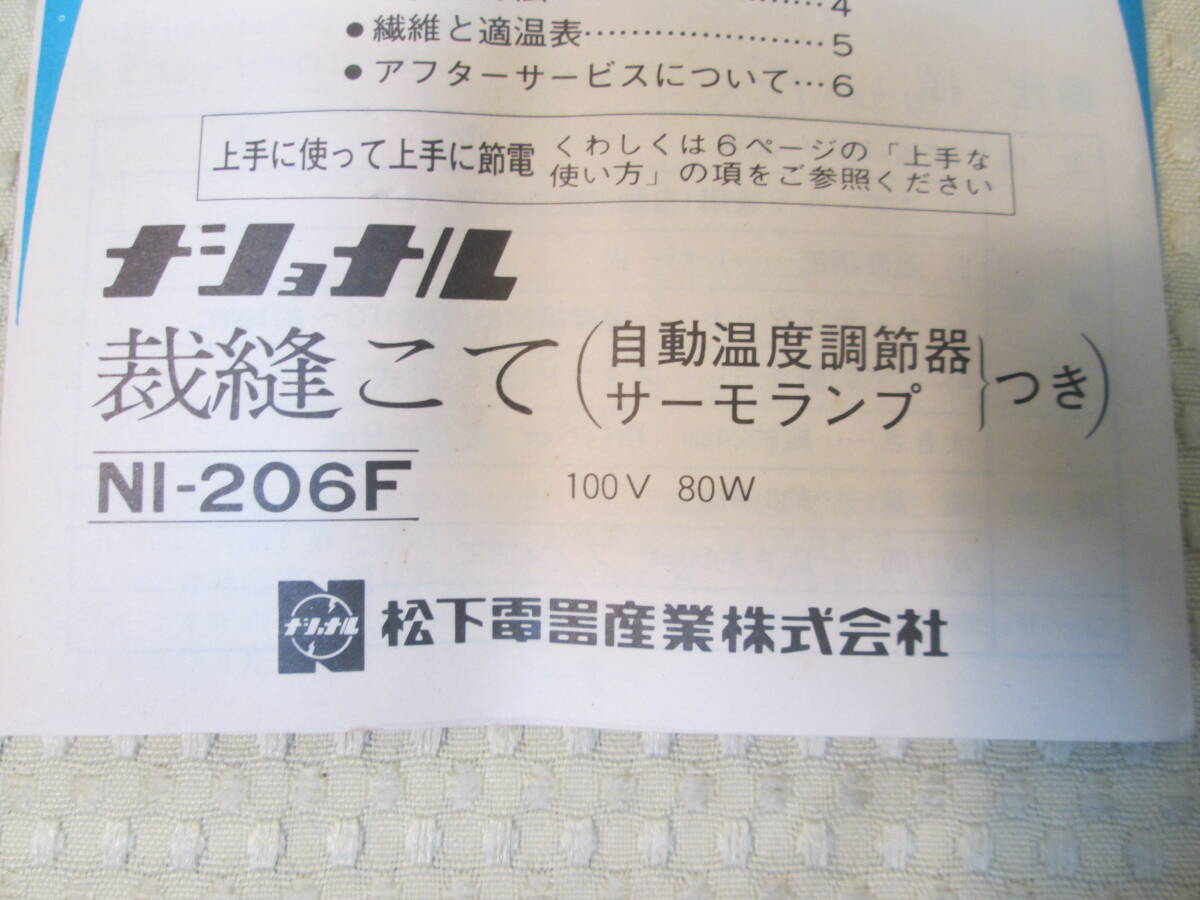 4
●繊維と適温表……………………5
●アフターサービスについて…6
上手に使って上手に節電
くわしくは6ページの「上手な
使い方」の項をご参照ください
ナショナル
裁縫こて(自動温度調節器
サーモランプ}つき)
NI-206F
100V 80W
ナショナル 松下電器産業株式会社